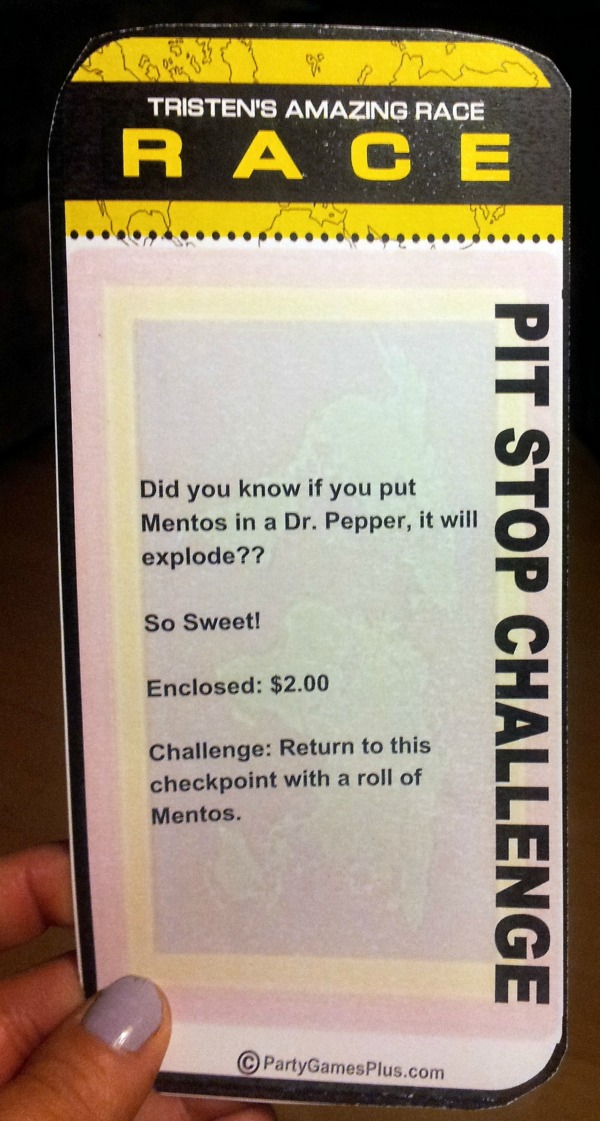 TRISTEN'S AMAZING RACE
RACE
Did you know if you put
Mentos in a Dr. Pepper, it will
explode??
So Sweet!
Enclosed: $2.00
Challenge: Return to this
checkpoint with a roll of
Mentos.
PIT STOP CHALLENGE
© PartyGamesPlus.com